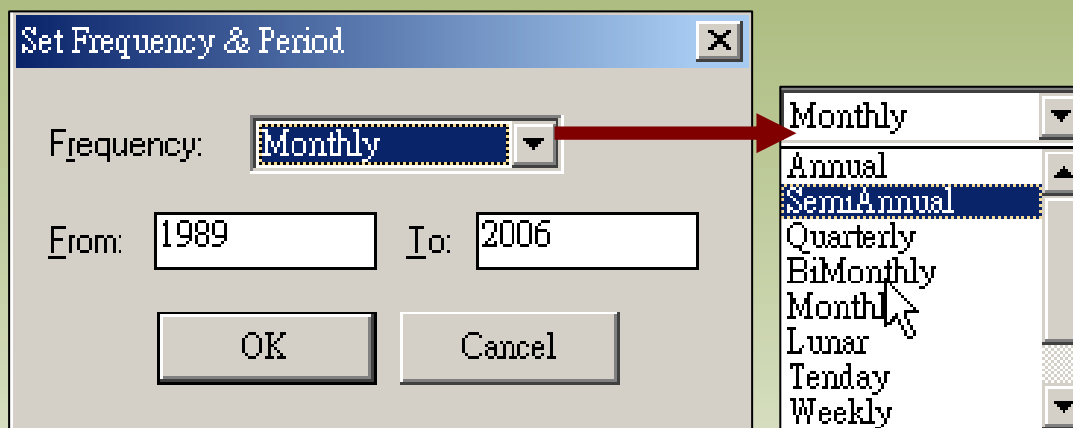 Set Frequency & Period
Frequency:
Monthly
From:
1989
To:
2006
OK
Cancel
Monthly
Annual
SemiAnnual
Quarterly
BiMonthly
Monthl
Lunar
Tenday
Weekly